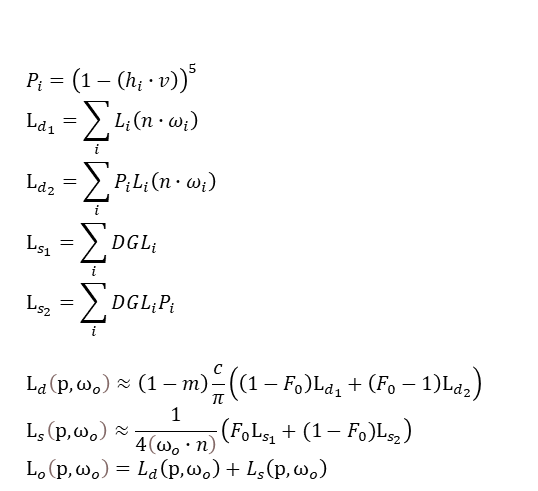 P_i = (1 − (h_i · v))^5
L_{d_1} = ∑_i L_i(n · ω_i)
L_{d_2} = ∑_i P_i L_i(n · ω_i)
L_{s_1} = ∑_i DGL_i
L_{s_2} = ∑_i DGL_i P_i
L_d(p, ω_o) ≈ (1 − m) c/π ((1 − F_0)L_{d_1} + (F_0 − 1)L_{d_2})
L_s(p, ω_o) ≈ 1/(4(ω_o · n)) (F_0 L_{s_1} + (1 − F_0)L_{s_2})
L_o(p, ω_o) = L_d(p, ω_o) + L_s(p, ω_o)